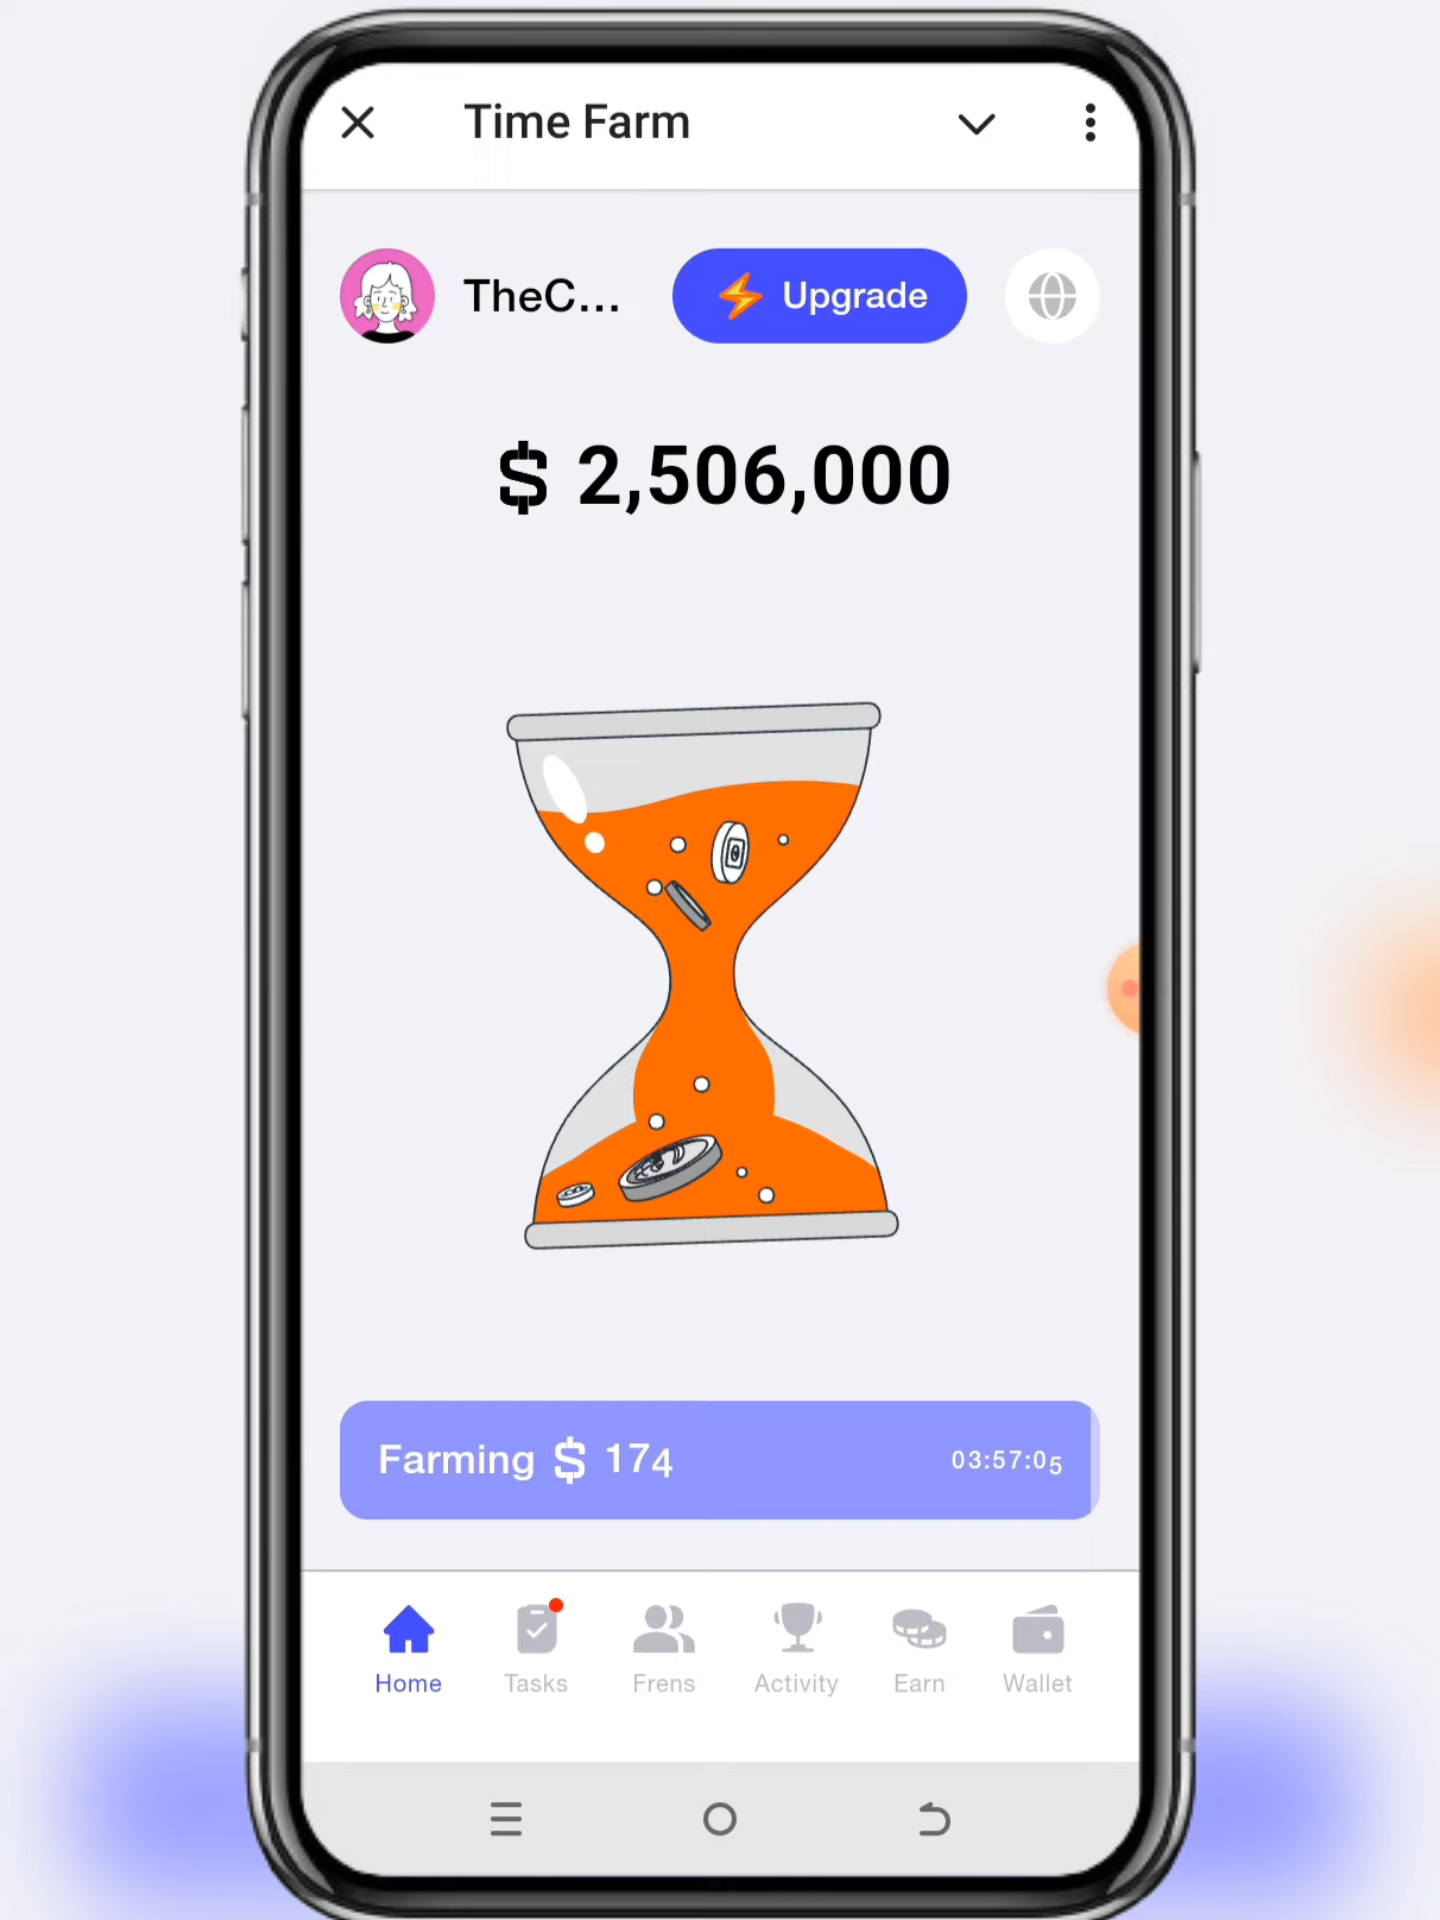 Time Farm
TheC... Upgrade
$ 2,506,000
Farming $ 174 03:57:05
Home Tasks Frens Activity Earn Wallet